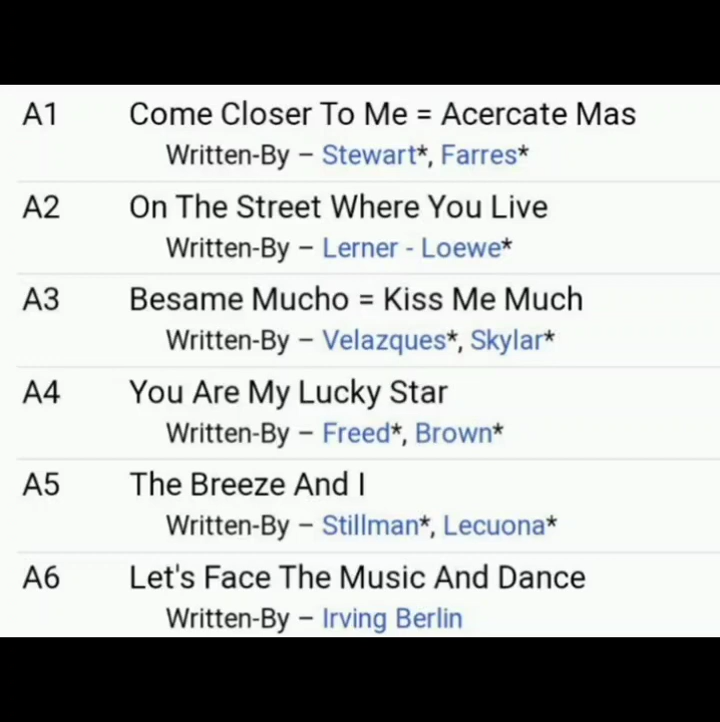 A1 Come Closer To Me = Acercate Mas
Written-By – Stewart*, Farres*
A2 On The Street Where You Live
Written-By – Lerner - Loewe*
A3 Besame Mucho = Kiss Me Much
Written-By – Velazques*, Skylar*
A4 You Are My Lucky Star
Written-By – Freed*, Brown*
A5 The Breeze And I
Written-By – Stillman*, Lecuona*
A6 Let's Face The Music And Dance
Written-By – Irving Berlin